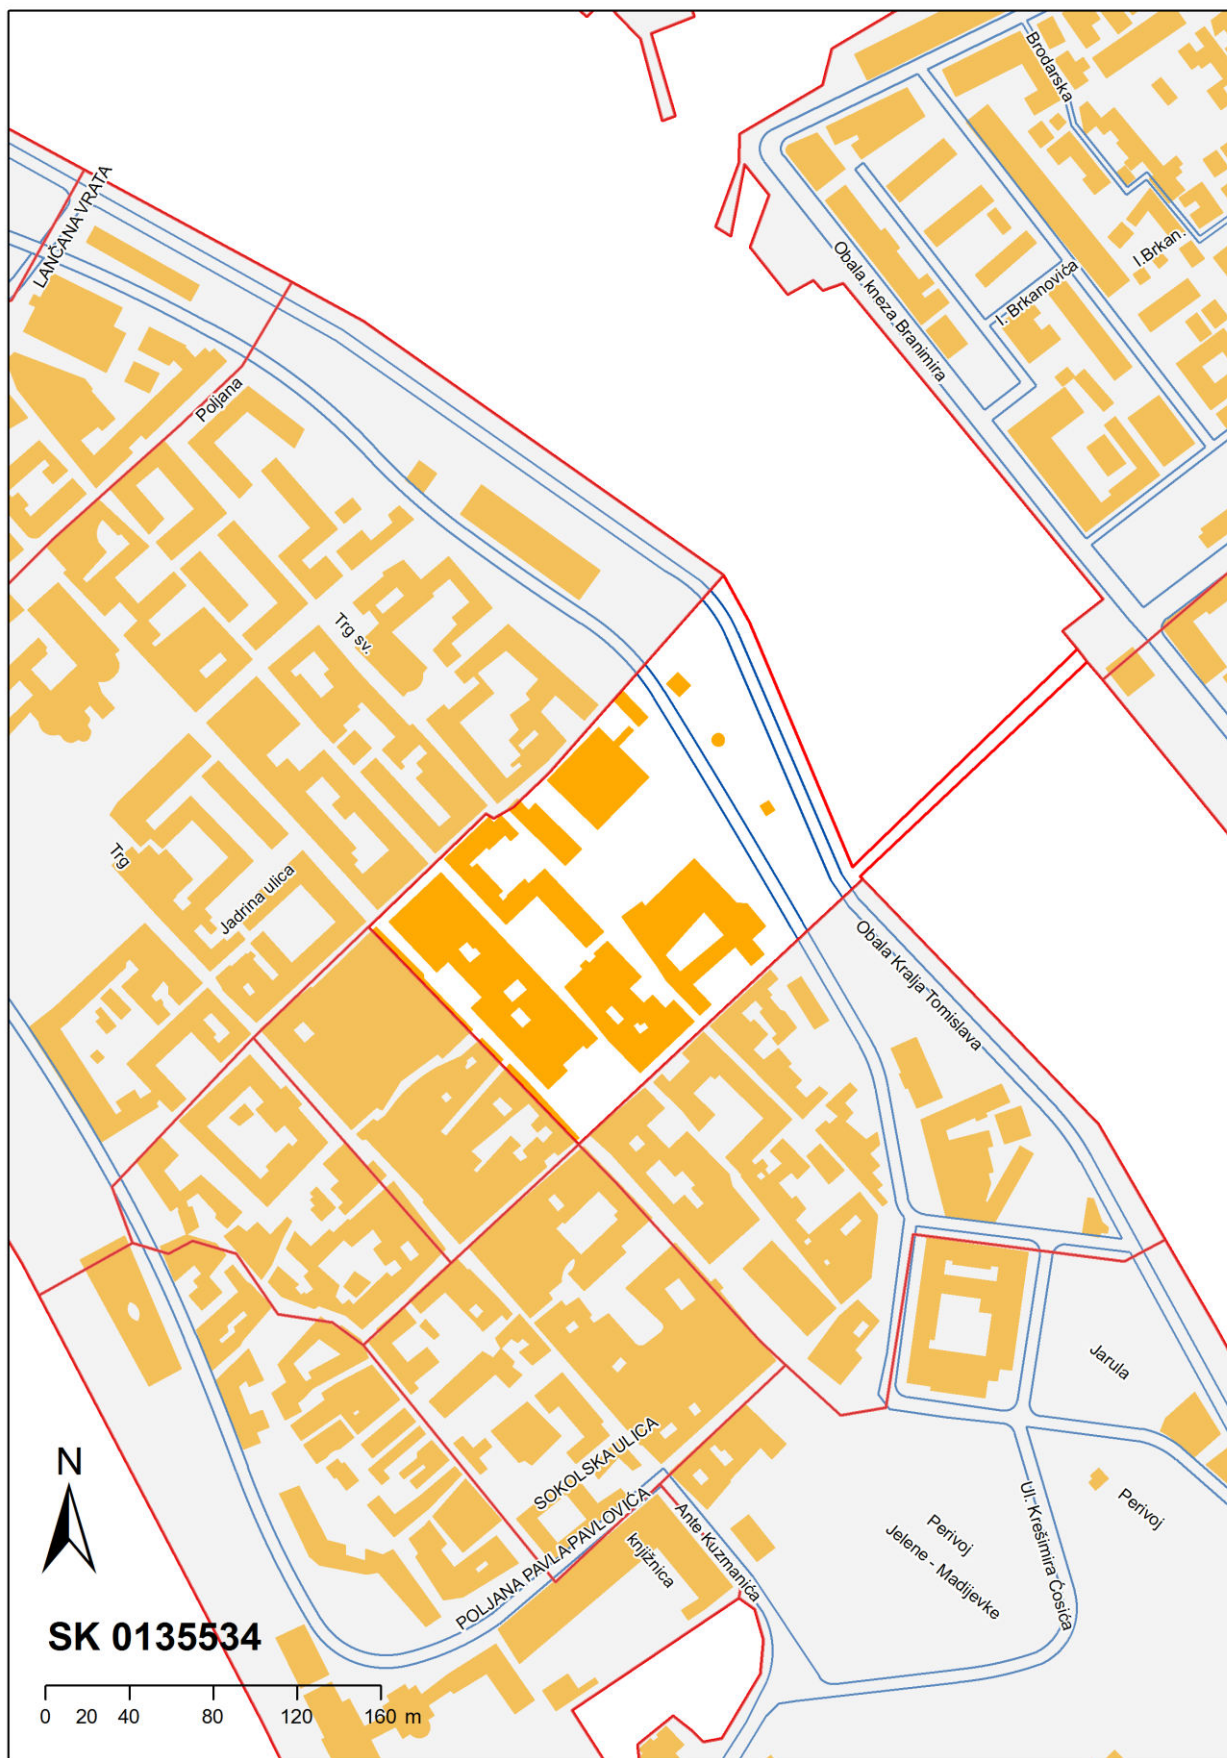 Brodarska
LANČANA VRATA
I.Brkan.
Obala kneza Branimira
I. Brkanovića
Poljana
Trg sv.
Trg
Jadrina ulica
Obala Kralja Tomislava
Jarula
SOKOLSKA ULICA
POLJANA PAVLA PAVLOVIĆA
knjižnica
Ante Kuzmanića
Perivoj
Jelene - Madijevke
Ul. Krešimira Ćosića
Perivoj
N
SK 0135534
0 20 40 80 120 160 m